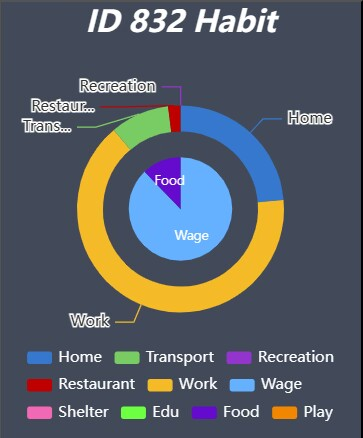 ID 832 Habit
Recreation
Restaur...
Trans...
Home
Food
Wage
Work
Home Transport Recreation
Restaurant Work Wage
Shelter Edu Food Play